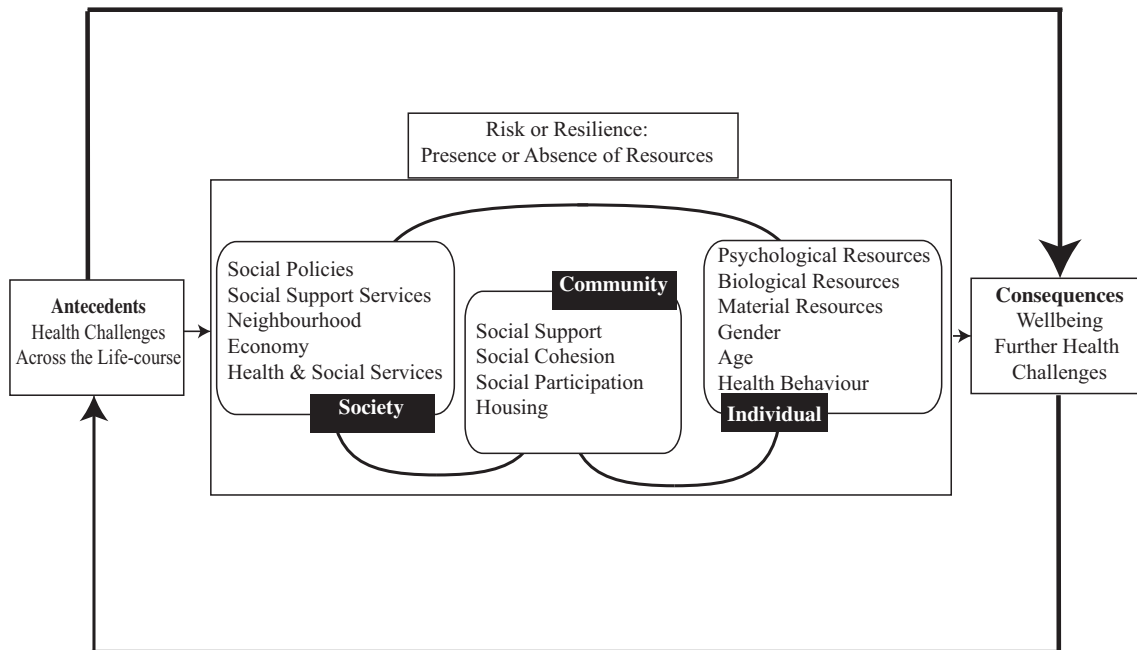 Risk or Resilience:
Presence or Absence of Resources
Antecedents
Health Challenges
Across the Life-course
Social Policies
Social Support Services
Neighbourhood
Economy
Health & Social Services
Society
Community
Social Support
Social Cohesion
Social Participation
Housing
Psychological Resources
Biological Resources
Material Resources
Gender
Age
Health Behaviour
Individual
Consequences
Wellbeing
Further Health
Challenges